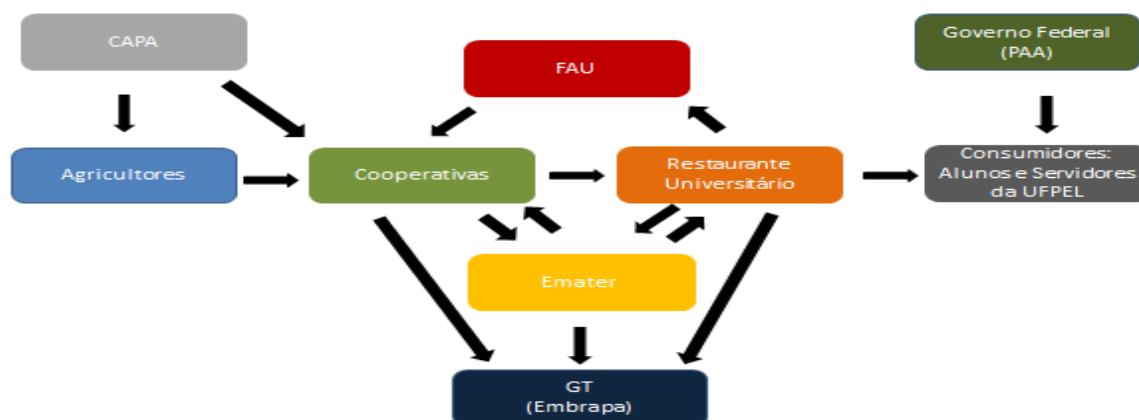 CAPA
FAU
Governo Federal
(PAA)
Agricultores
Cooperativas
Restaurante
Universitário
Consumidores:
Alunos e Servidores
da UFPEL
Emater
GT
(Embrapa)